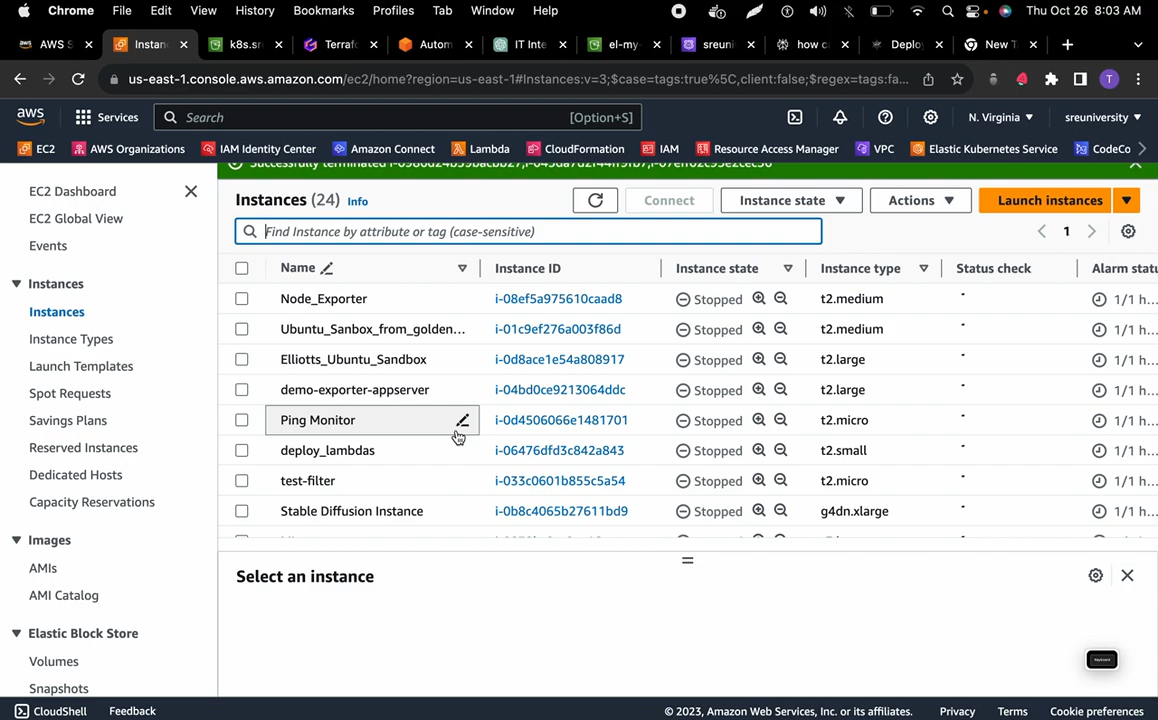 Chrome File Edit View History Bookmarks Profiles Tab Window Help Thu Oct 26 8:03 AM
AWS S Instan k8s.sr Terraf Autom IT Inte el-my- sreuni how c Deplo New T
us-east-1.console.aws.amazon.com/ec2/home?region=us-east-1#Instances:v=3;$case=tags:true%5C,client:false;$regex=tags:fa... T
aws Services Search [Option+S] N. Virginia sreuniversity
EC2 AWS Organizations IAM Identity Center Amazon Connect Lambda CloudFormation IAM Resource Access Manager VPC Elastic Kubernetes Service CodeCo
Successfully terminated
EC2 Dashboard
EC2 Global View
Events
Instances
Instances
Instance Types
Launch Templates
Spot Requests
Savings Plans
Reserved Instances
Dedicated Hosts
Capacity Reservations
Images
AMIs
AMI Catalog
Elastic Block Store
Volumes
Snapshots
Instances (24) Info Connect Instance state Actions Launch instances
Find Instance by attribute or tag (case-sensitive) 1
Name Instance ID Instance state Instance type Status check Alarm statu
Node_Exporter i-08ef5a975610caad8 Stopped t2.medium - 1/1 h...
Ubuntu_Sanbox_from_golden... i-01c9ef276a003f86d Stopped t2.medium - 1/1 h...
Elliotts_Ubuntu_Sandbox i-0d8ace1e54a808917 Stopped t2.large - 1/1 h...
demo-exporter-appserver i-04bd0ce9213064ddc Stopped t2.large - 1/1 h...
Ping Monitor i-0d4506066e1481701 Stopped t2.micro - 1/1 h...
deploy_lambdas i-06476dfd3c842a843 Stopped t2.small - 1/1 h...
test-filter i-033c0601b855c5a54 Stopped t2.micro - 1/1 h...
Stable Diffusion Instance i-0b8c4065b27611bd9 Stopped g4dn.xlarge - 1/1 h...
Select an instance
Keyboard
CloudShell Feedback © 2023, Amazon Web Services, Inc. or its affiliates. Privacy Terms Cookie preferences